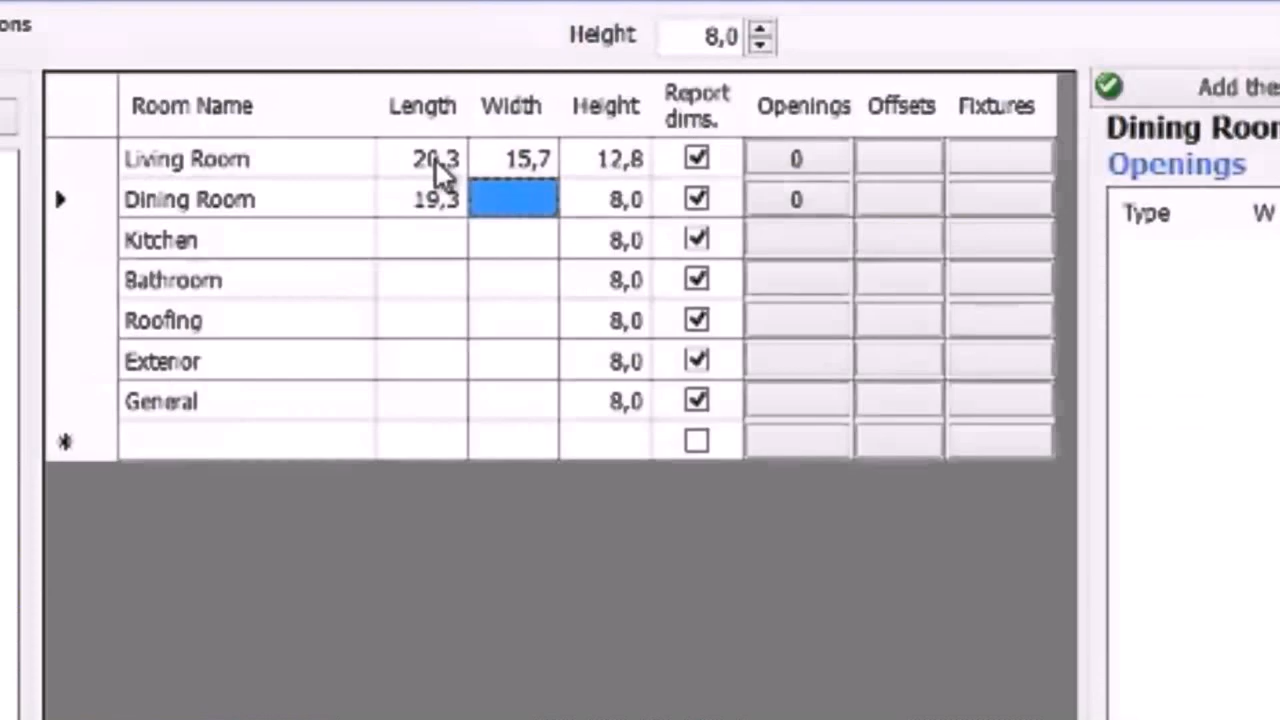 ons
Height 8,0
Room Name Length Width Height Report dims. Openings Offsets Fixtures
Living Room 20,3 15,7 12,8 0
Dining Room 19,3 8,0 0
Kitchen 8,0
Bathroom 8,0
Roofing 8,0
Exterior 8,0
General 8,0
Add the
Dining Roo
Openings
Type W